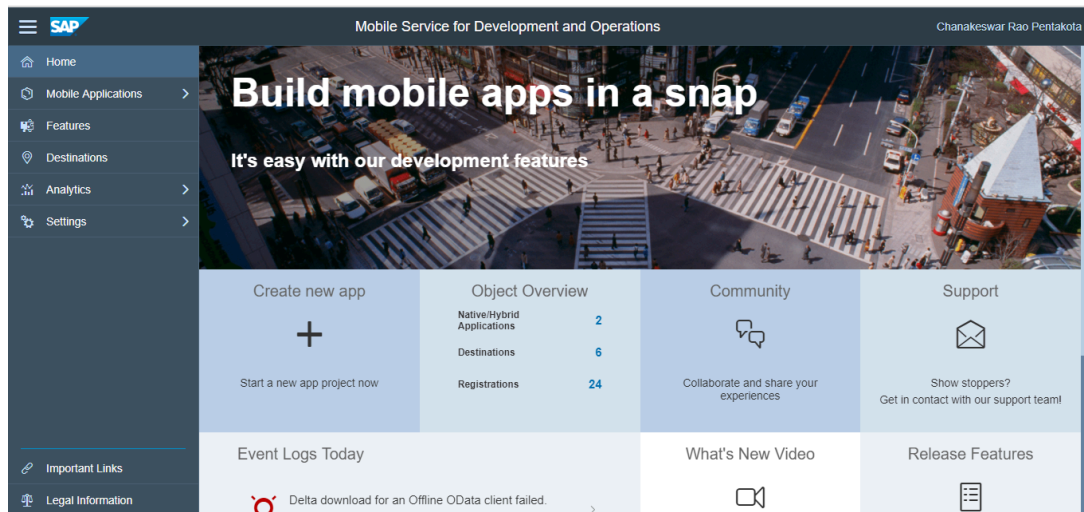 SAP
Mobile Service for Development and Operations
Chanakeswar Rao Pentakota
Home
Mobile Applications
Features
Destinations
Analytics
Settings
Important Links
Legal Information
Build mobile apps in a snap
It's easy with our development features
Create new app
Start a new app project now
Object Overview
Native/Hybrid
Applications 2
Destinations 6
Registrations 24
Community
Collaborate and share your
experiences
Support
Show stoppers?
Get in contact with our support team!
Event Logs Today
Delta download for an Offline OData client failed.
What's New Video
Release Features